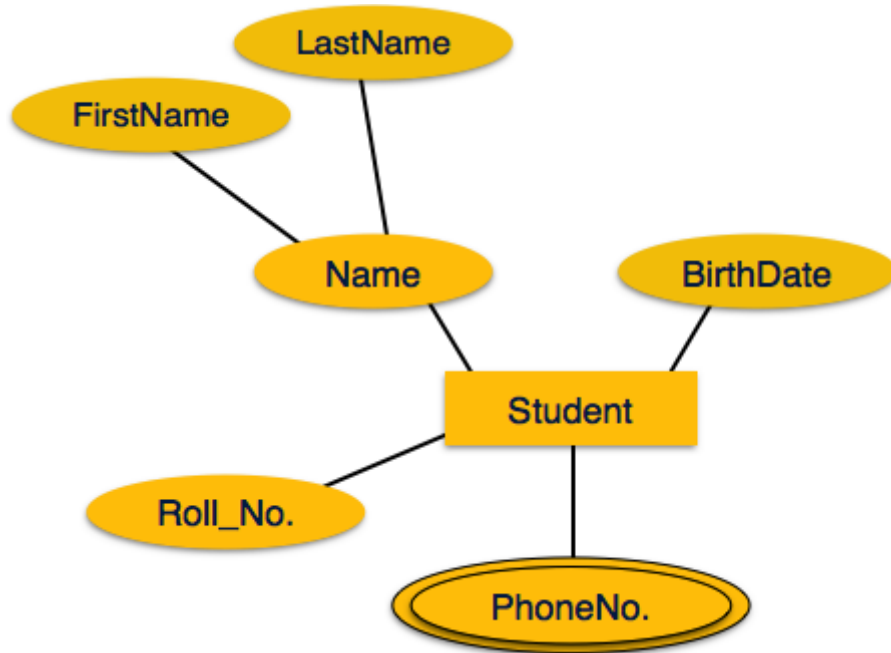 LastName
FirstName
Name
BirthDate
Student
Roll_No.
PhoneNo.